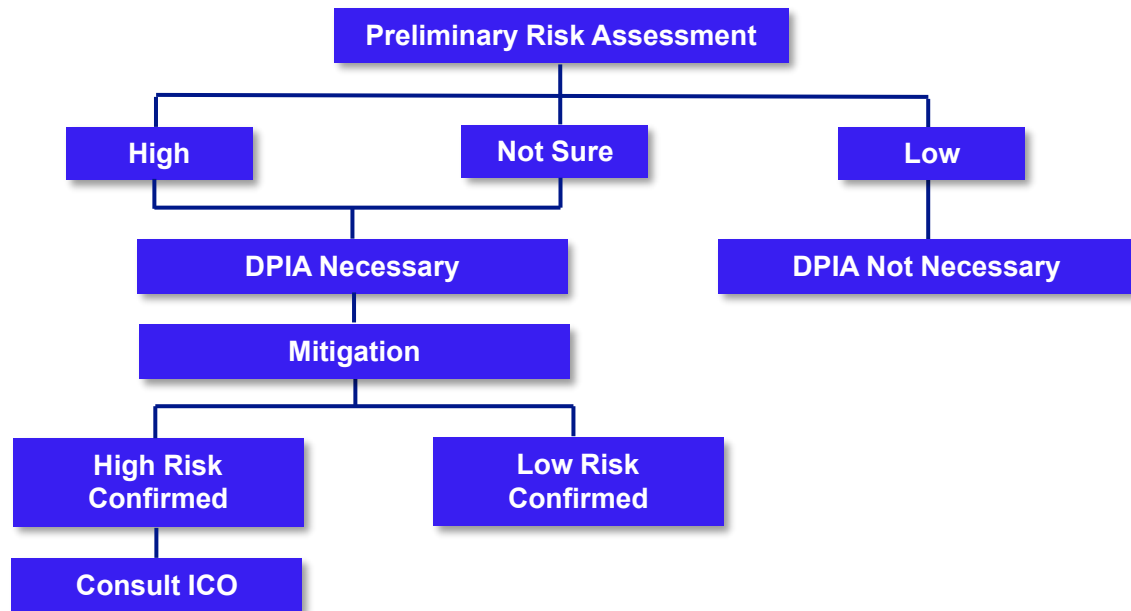 Preliminary Risk Assessment
High
Not Sure
Low
DPIA Necessary
DPIA Not Necessary
Mitigation
High Risk
Confirmed
Low Risk
Confirmed
Consult ICO